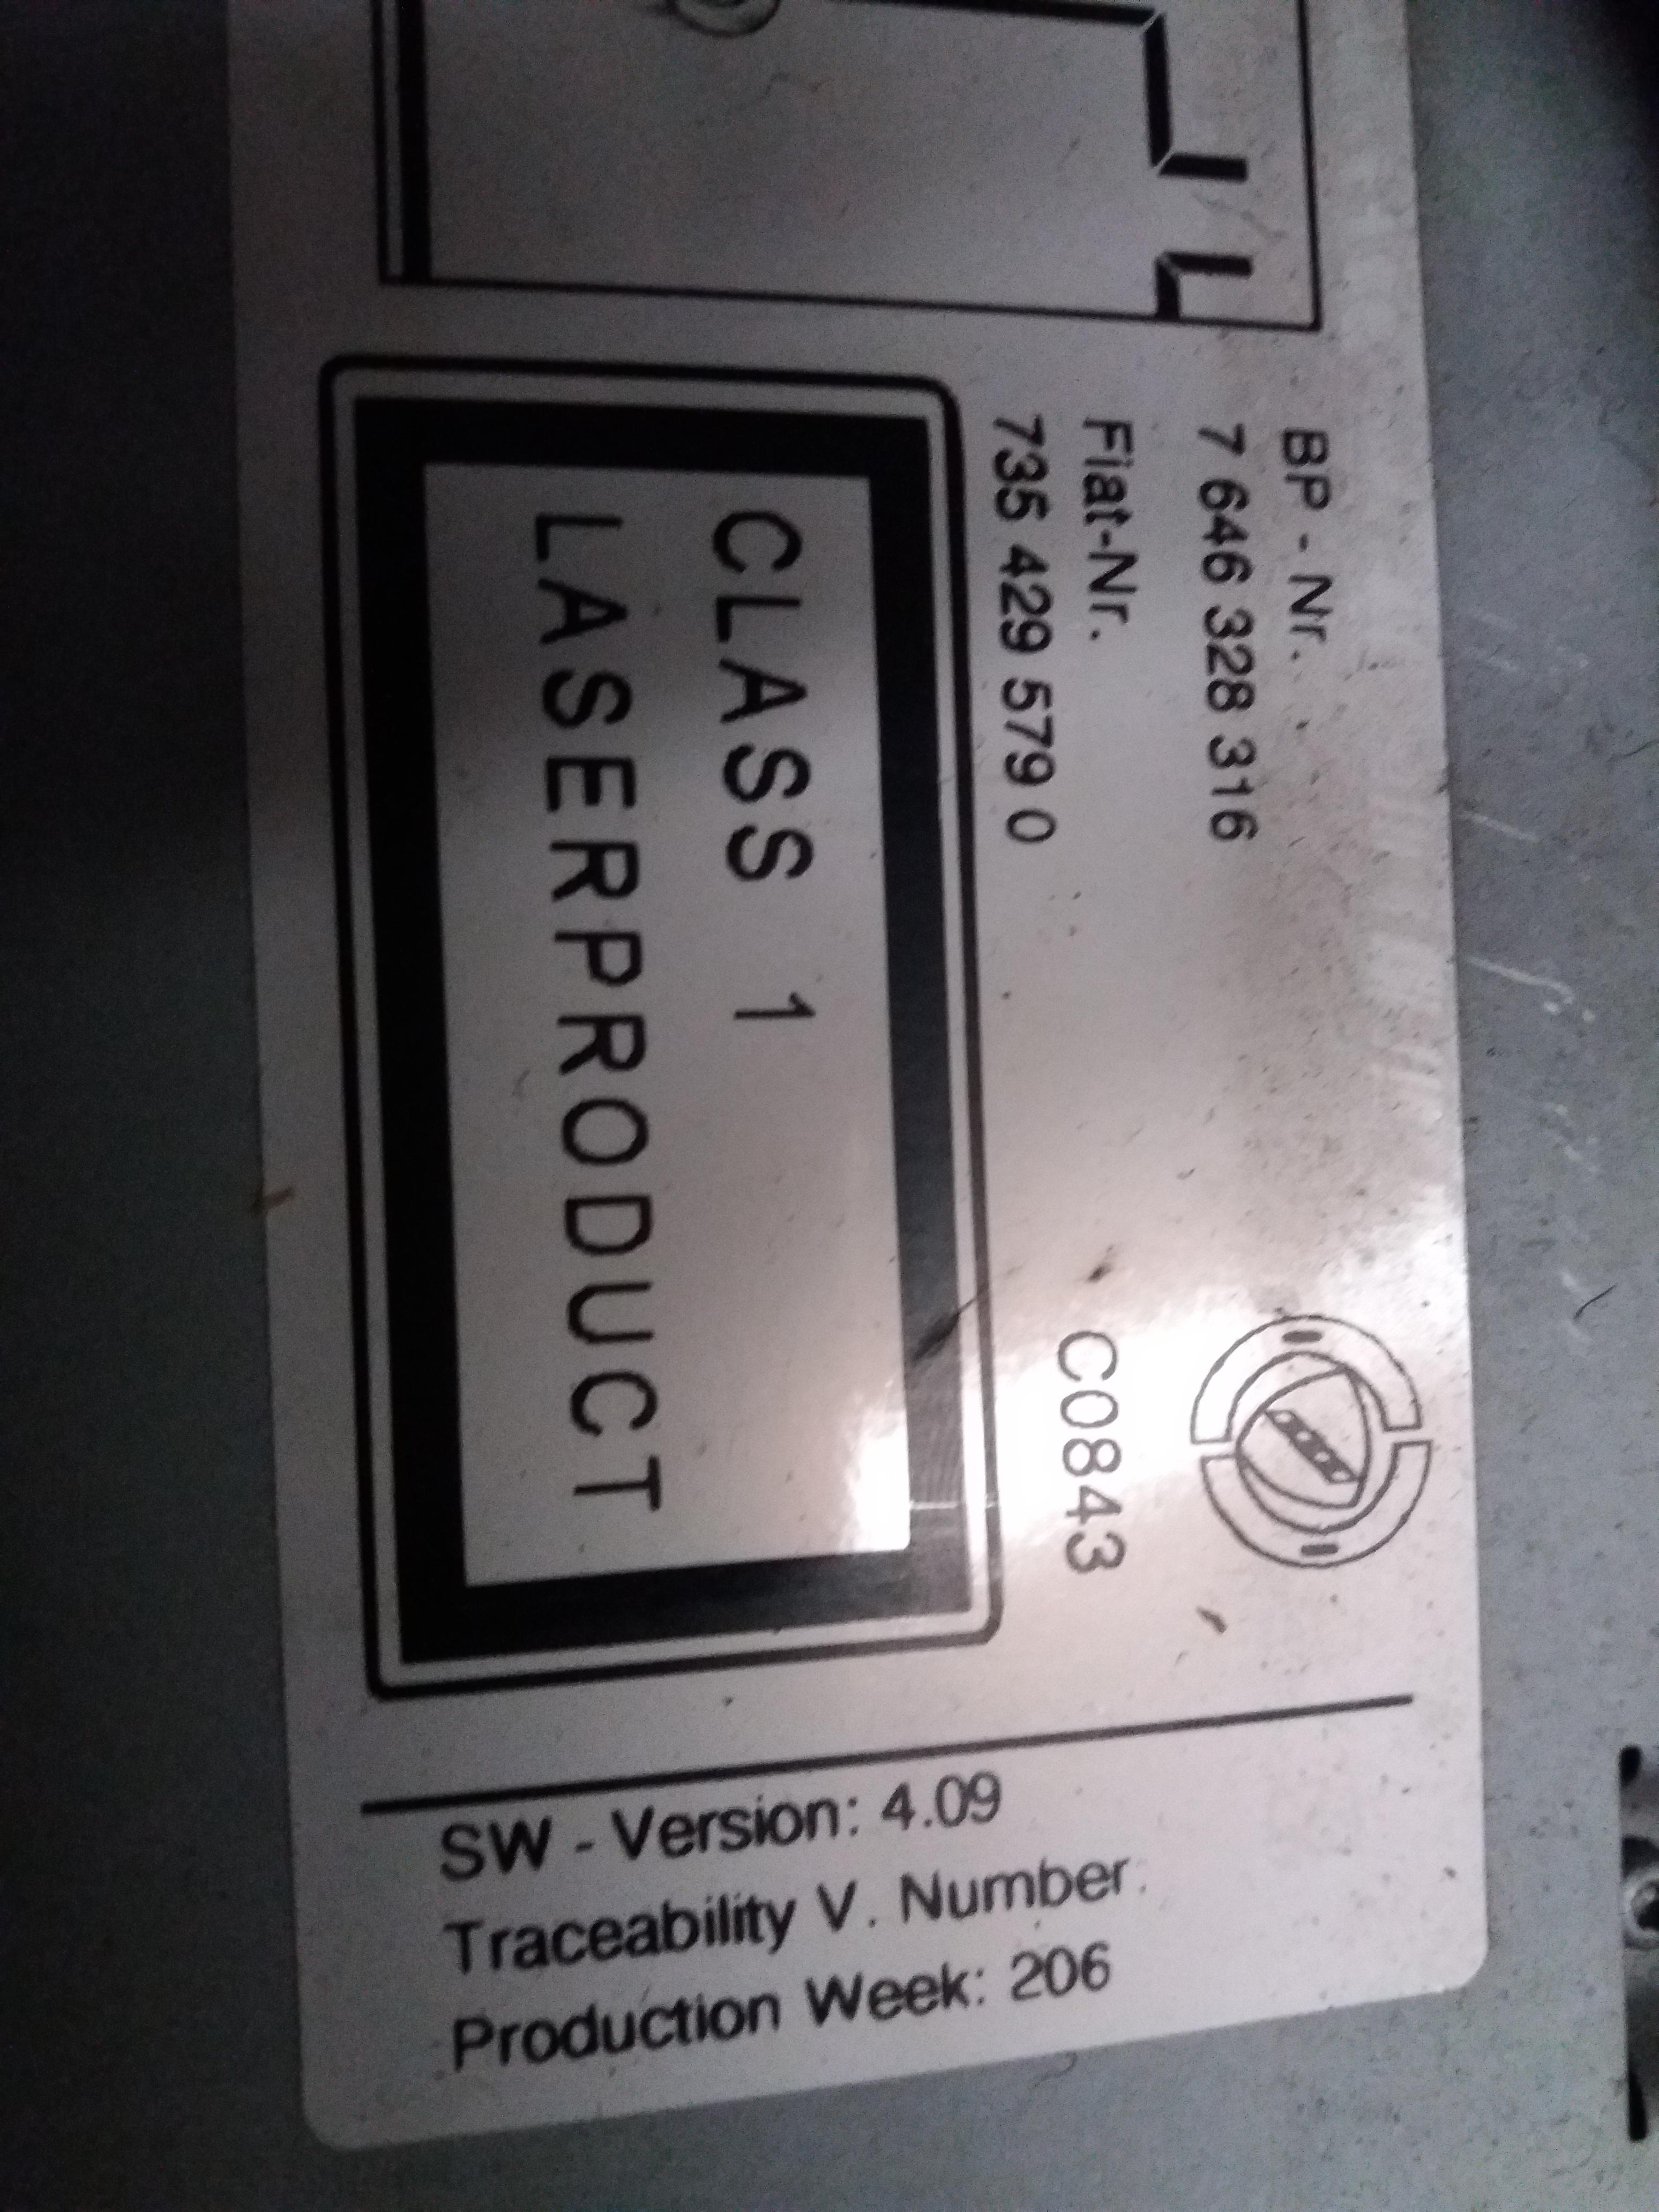 BP - Nr.
7 646 328 316
Fiat-Nr.
735 429 579 0
C0843
CLASS 1
LASERPRODUCT
SW - Version: 4.09
Traceability V. Number:
Production Week: 206